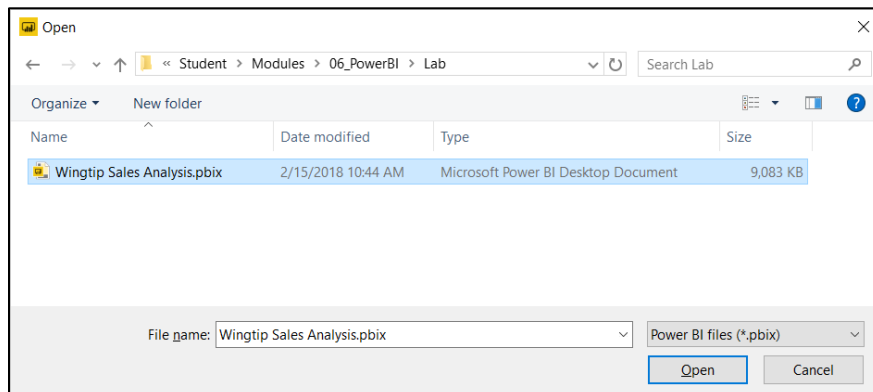 Open
« Student > Modules > 06_PowerBI > Lab
Search Lab
Organize New folder
Name Date modified Type Size
Wingtip Sales Analysis.pbix 2/15/2018 10:44 AM Microsoft Power BI Desktop Document 9,083 KB
File name: Wingtip Sales Analysis.pbix Power BI files (*.pbix)
Open Cancel